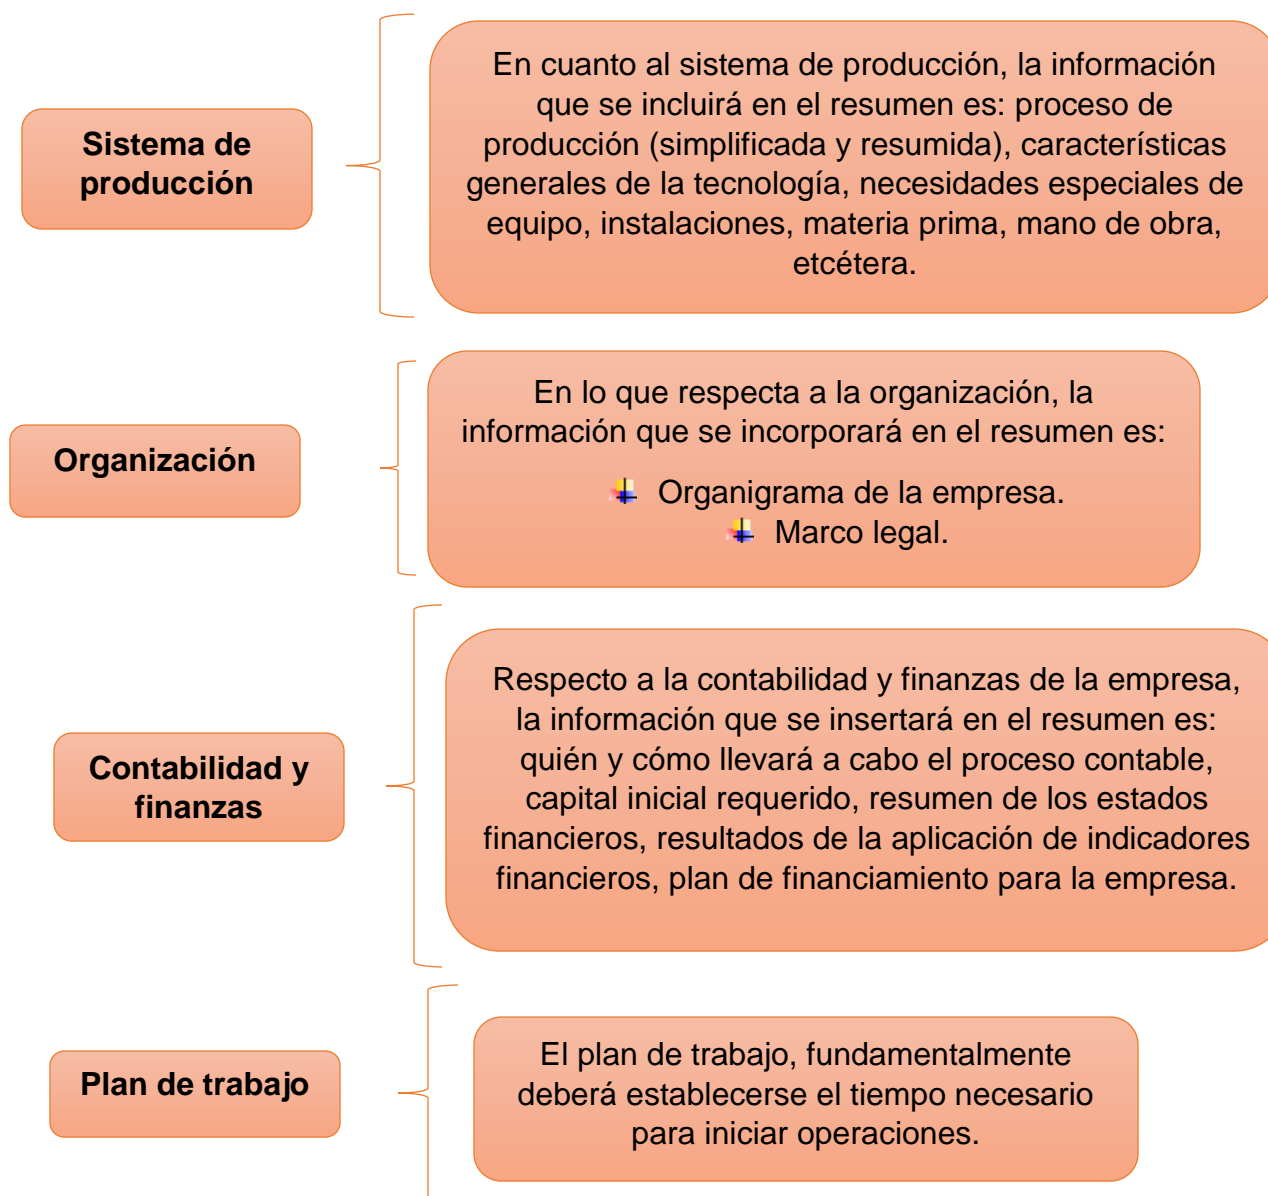 Sistema de
producción
En cuanto al sistema de producción, la información
que se incluirá en el resumen es: proceso de
producción (simplificada y resumida), características
generales de la tecnología, necesidades especiales de
equipo, instalaciones, materia prima, mano de obra,
etcétera.
Organización
En lo que respecta a la organización, la
información que se incorporará en el resumen es:
Organigrama de la empresa.
Marco legal.
Contabilidad y
finanzas
Respecto a la contabilidad y finanzas de la empresa,
la información que se insertará en el resumen es:
quién y cómo llevará a cabo el proceso contable,
capital inicial requerido, resumen de los estados
financieros, resultados de la aplicación de indicadores
financieros, plan de financiamiento para la empresa.
Plan de trabajo
El plan de trabajo, fundamentalmente
deberá establecerse el tiempo necesario
para iniciar operaciones.